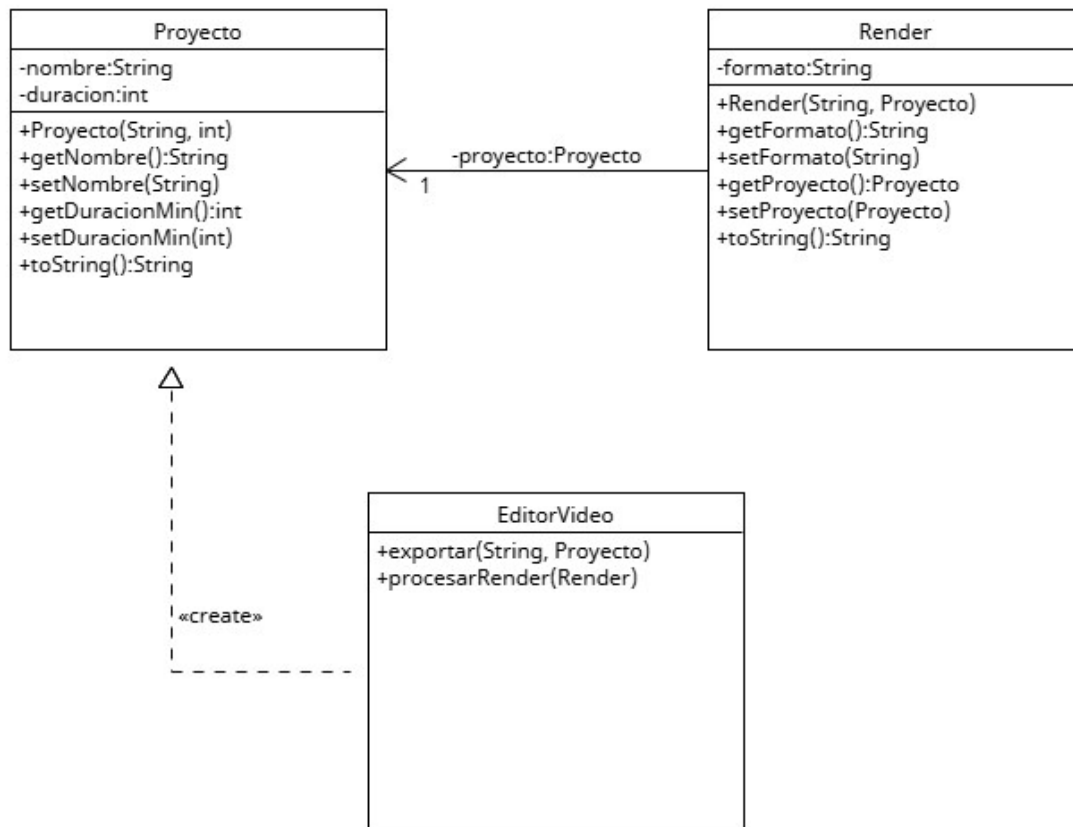 Proyecto
-nombre:String
-duracion:int
+Proyecto(String, int)
+getNombre():String
+setNombre(String)
+getDuracionMin():int
+setDuracionMin(int)
+toString():String
-proyecto:Proyecto
1
Render
-formato:String
+Render(String, Proyecto)
+getFormato():String
+setFormato(String)
+getProyecto():Proyecto
+setProyecto(Proyecto)
+toString():String
«create»
EditorVideo
+exportar(String, Proyecto)
+procesarRender(Render)